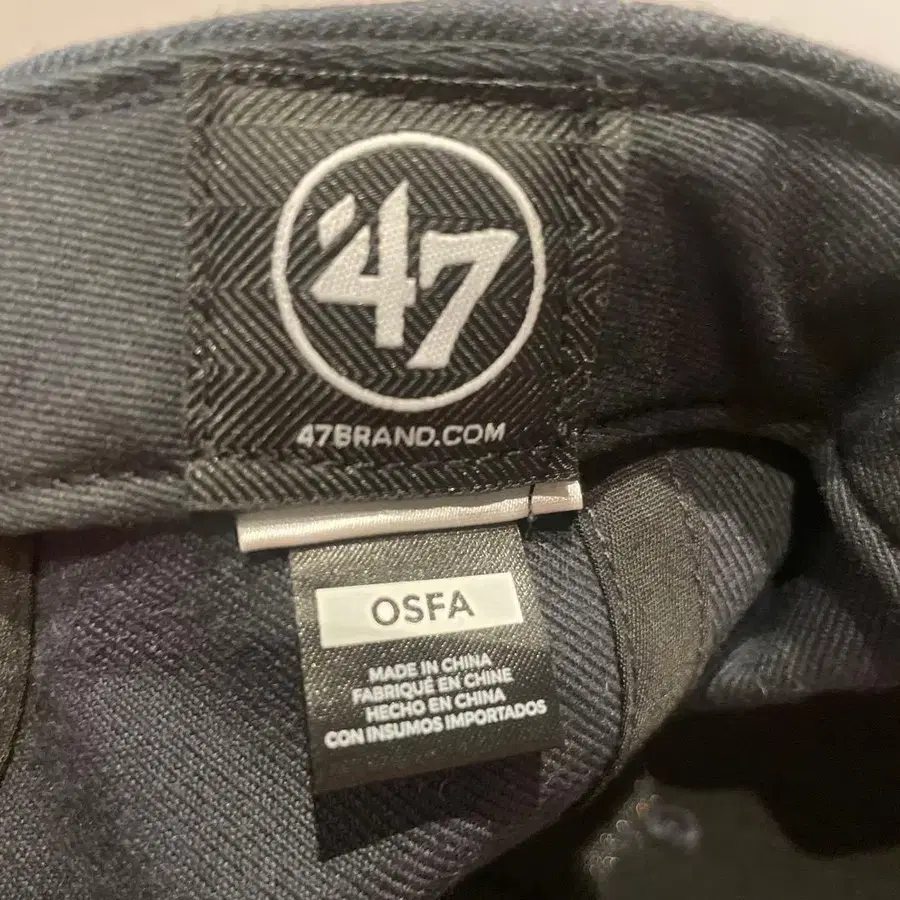 '47
47BRAND.COM
OSFA
MADE IN CHINA
FABRIQUÉ EN CHINE
HECHO EN CHINA
CON INSUMOS IMPORTADOS